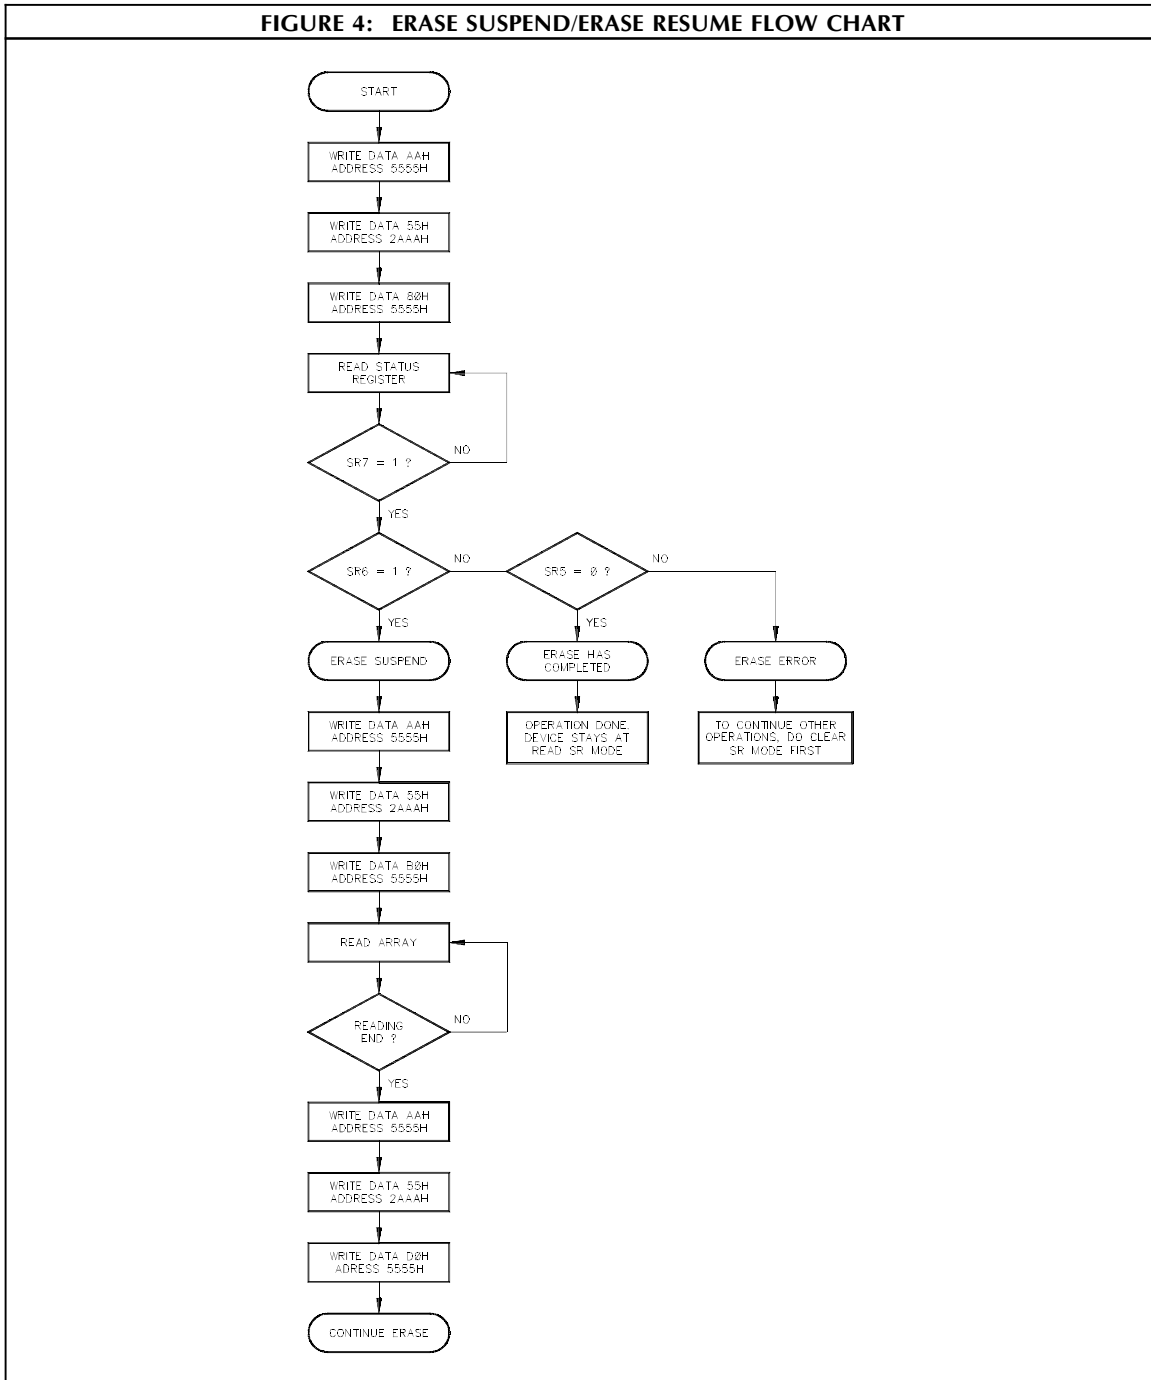 FIGURE 4: ERASE SUSPEND/ERASE RESUME FLOW CHART
START
WRITE DATA AAH
ADDRESS 5555H
WRITE DATA 55H
ADDRESS 2AAAH
WRITE DATA 80H
ADDRESS 5555H
READ STATUS
REGISTER
NO
SR7 = 1 ?
YES
NO
NO
SR6 = 1 ?
SR5 = 0 ?
YES
YES
ERASE SUSPEND
ERASE HAS
COMPLETED
ERASE ERROR
WRITE DATA AAH
ADDRESS 5555H
OPERATION DONE,
DEVICE STAYS AT
READ SR MODE
TO CONTINUE OTHER
OPERATIONS, DO CLEAR
SR MODE FIRST
WRITE DATA 55H
ADDRESS 2AAAH
WRITE DATA B0H
ADDRESS 5555H
READ ARRAY
NO
READING
END ?
YES
WRITE DATA AAH
ADDRESS 5555H
WRITE DATA 55H
ADDRESS 2AAAH
WRITE DATA D0H
ADRESS 5555H
CONTINUE ERASE